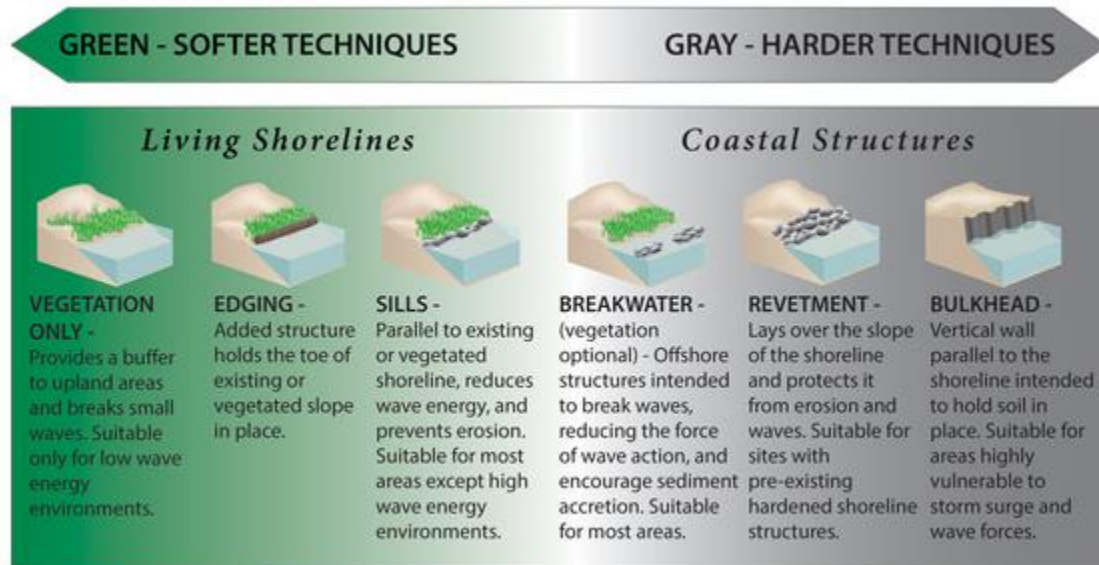 GREEN - SOFTER TECHNIQUES
GRAY - HARDER TECHNIQUES
Living Shorelines
Coastal Structures
VEGETATION
ONLY -
Provides a buffer
to upland areas
and breaks small
waves. Suitable
only for low wave
energy
environments.
EDGING -
Added structure
holds the toe of
existing or
vegetated slope
in place.
SILLS -
Parallel to existing
or vegetated
shoreline, reduces
wave energy, and
prevents erosion.
Suitable for most
areas except high
wave energy
environments.
BREAKWATER -
(vegetation
optional) - Offshore
structures intended
to break waves,
reducing the force
of wave action, and
encourage sediment
accretion. Suitable
for most areas.
REVETMENT -
Lays over the slope
of the shoreline
and protects it
from erosion and
waves. Suitable for
sites with
pre-existing
hardened shoreline
structures.
BULKHEAD -
Vertical wall
parallel to the
shoreline intended
to hold soil in
place. Suitable for
areas highly
vulnerable to
storm surge and
wave forces.